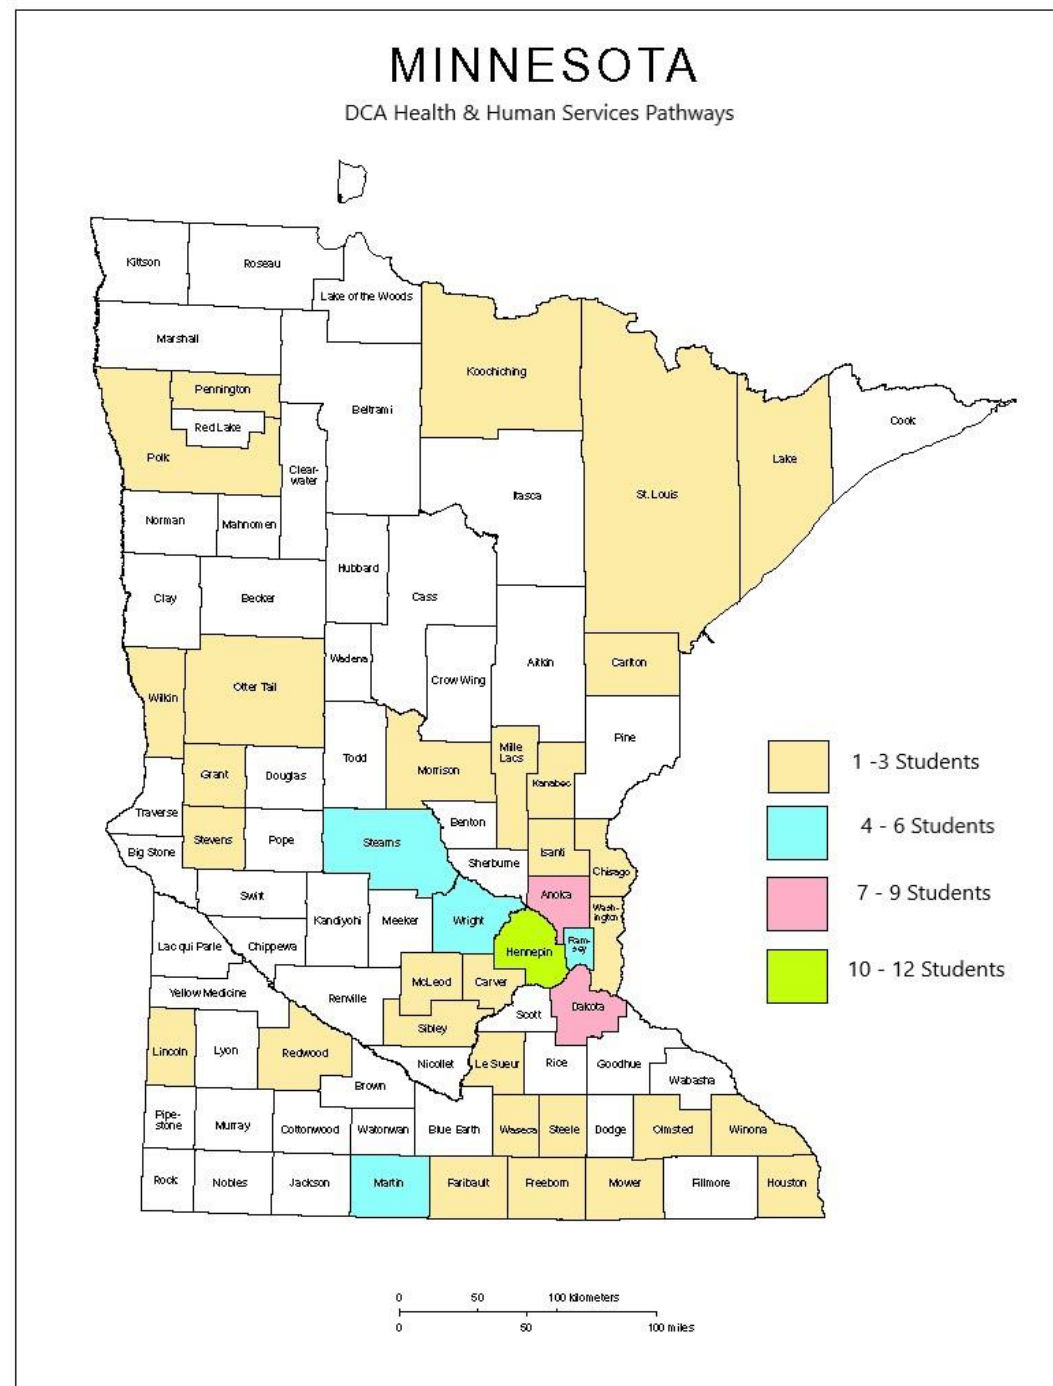 MINNESOTA
DCA Health & Human Services Pathways
Kittson
Roseau
Lake of the Woods
Marshall
Koochiching
Pennington
Beltrami
Cook
Red Lake
Polk
Lake
Clear-
water
Itasca
St. Louis
Norman
Mahnomen
Hubbard
Clay
Becker
Cass
Wadena
Aitkin
Carlton
Crow Wing
Wilkin
Otter Tail
Pine
Mille
Lacs
Todd
Morrison
Grant
Douglas
Kanabec
Traverse
Benton
Stevens
Pope
Stearns
Big Stone
Isanti
Sherburne
Chisago
Swift
Anoka
Kandiyohi
Meeker
Wright
Wash-
ington
Ram-
sey
Lac qui Parle
Chippewa
Hennepin
McLeod
Carver
Yellow Medicine
Renville
Scott
Dakota
Sibley
Lincoln
Lyon
Redwood
Nicollet
Le Sueur
Rice
Goodhue
Wabasha
Brown
Pipe-
stone
Murray
Cottonwood
Watonwan
Blue Earth
Waseca
Steele
Dodge
Olmsted
Winona
Rock
Nobles
Jackson
Martin
Faribault
Freeborn
Mower
Fillmore
Houston
1 -3 Students
4 - 6 Students
7 - 9 Students
10 - 12 Students
0 50 100 kilometers
0 50 100 miles